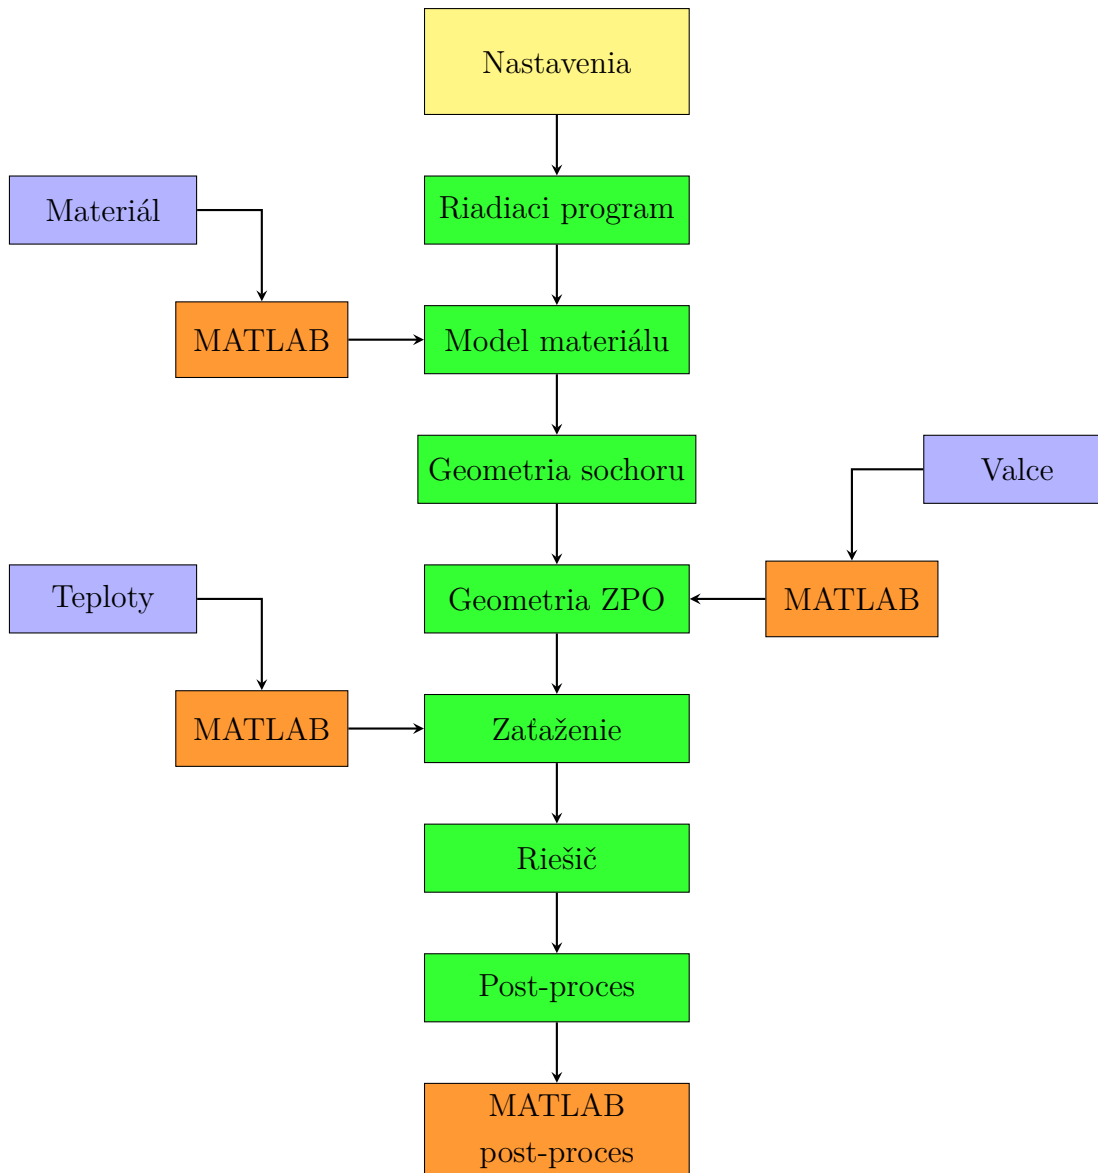 Nastavenia
Materiál
Riadiaci program
MATLAB
Model materiálu
Geometria sochoru
Valce
Teploty
Geometria ZPO
MATLAB
MATLAB
Zaťaženie
Riešič
Post-proces
MATLAB
post-proces